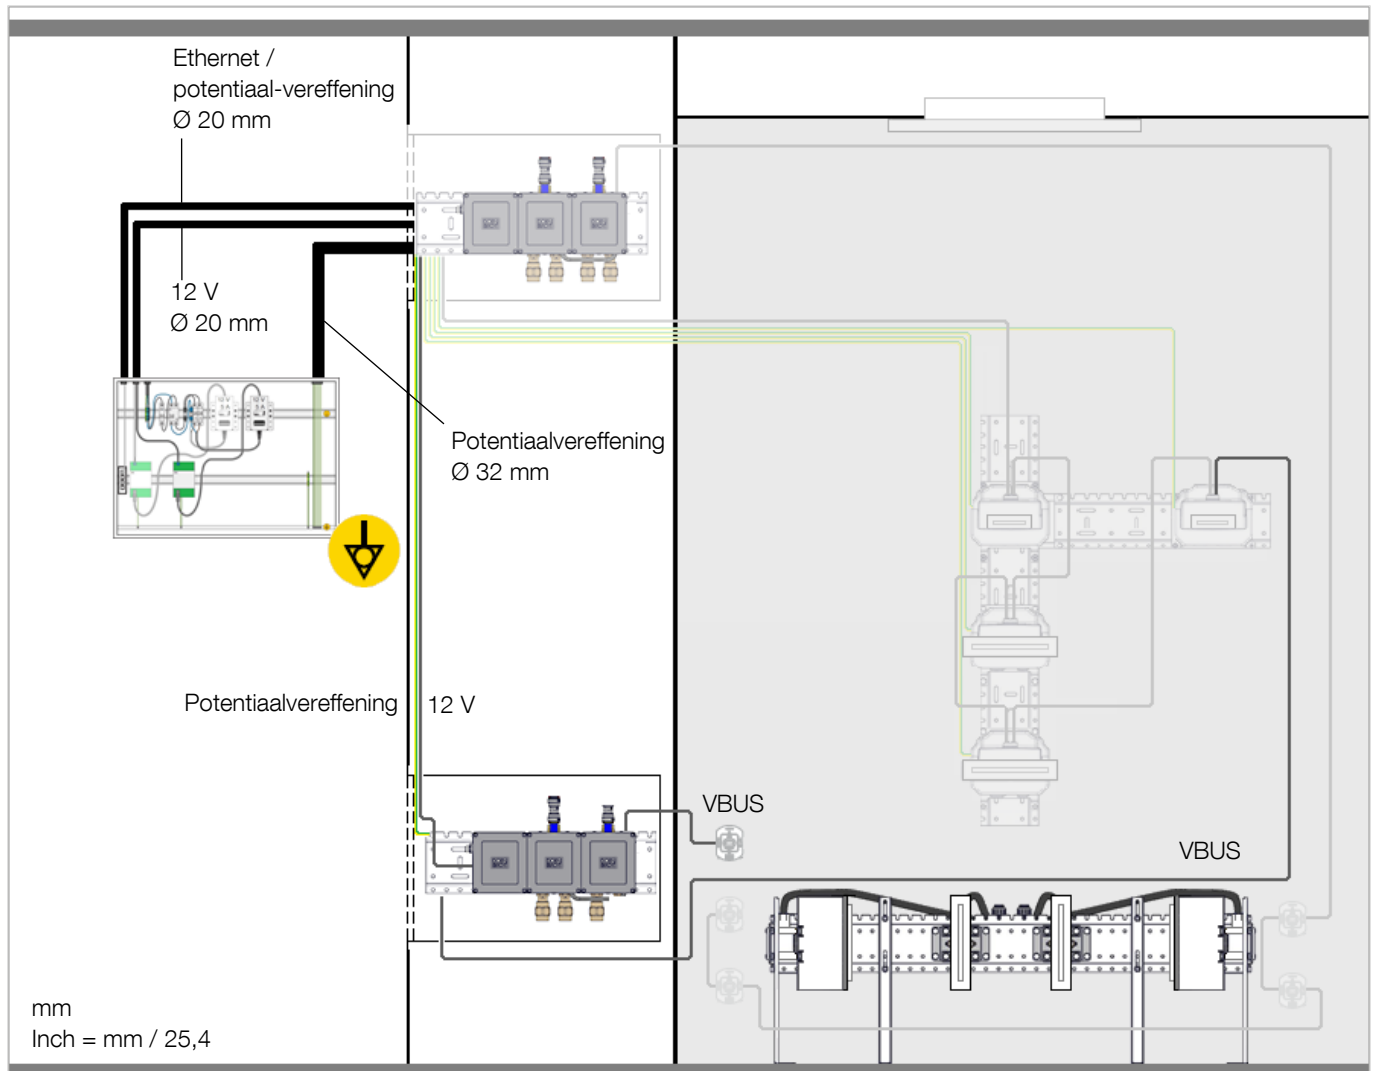 Ethernet /
potentiaal-vereffening
Ø 20 mm
12 V
Ø 20 mm
Potentiaalvereffening
Ø 32 mm
Potentiaalvereffening
12 V
VBUS
VBUS
mm
Inch = mm / 25,4